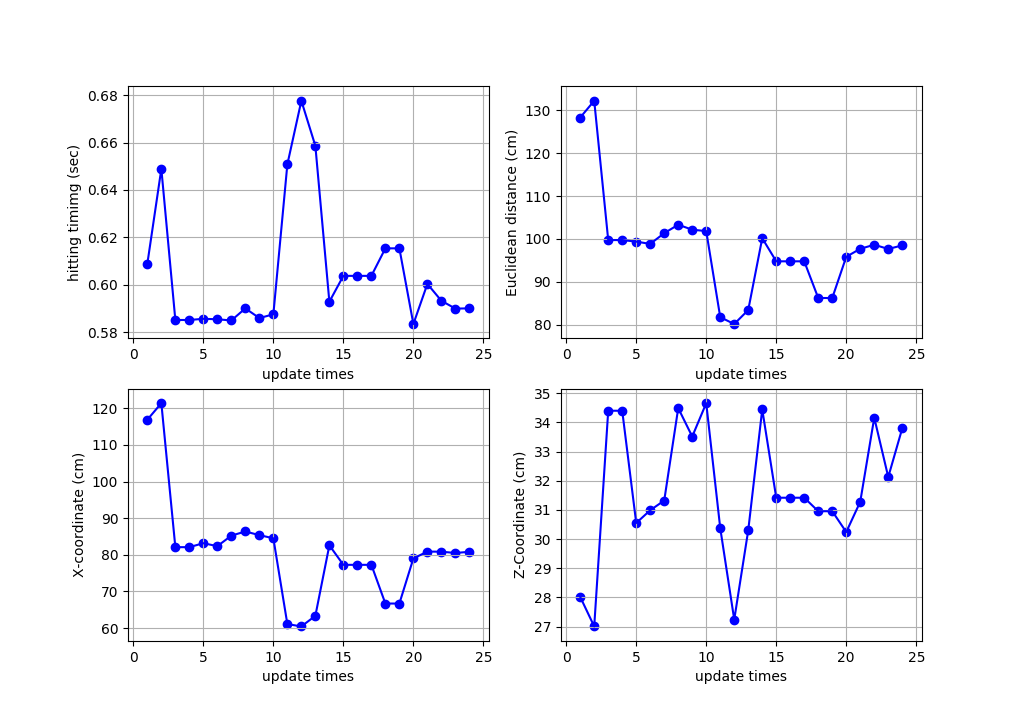 0.68
0.66
0.64
0.62
0.60
0.58
hitting timimg (sec)
0 5 10 15 20 25
update times
130
120
110
100
90
80
Euclidean distance (cm)
0 5 10 15 20 25
update times
120
110
100
90
80
70
60
X-coordinate (cm)
0 5 10 15 20 25
update times
35
34
33
32
31
30
29
28
27
Z-Coordinate (cm)
0 5 10 15 20 25
update times